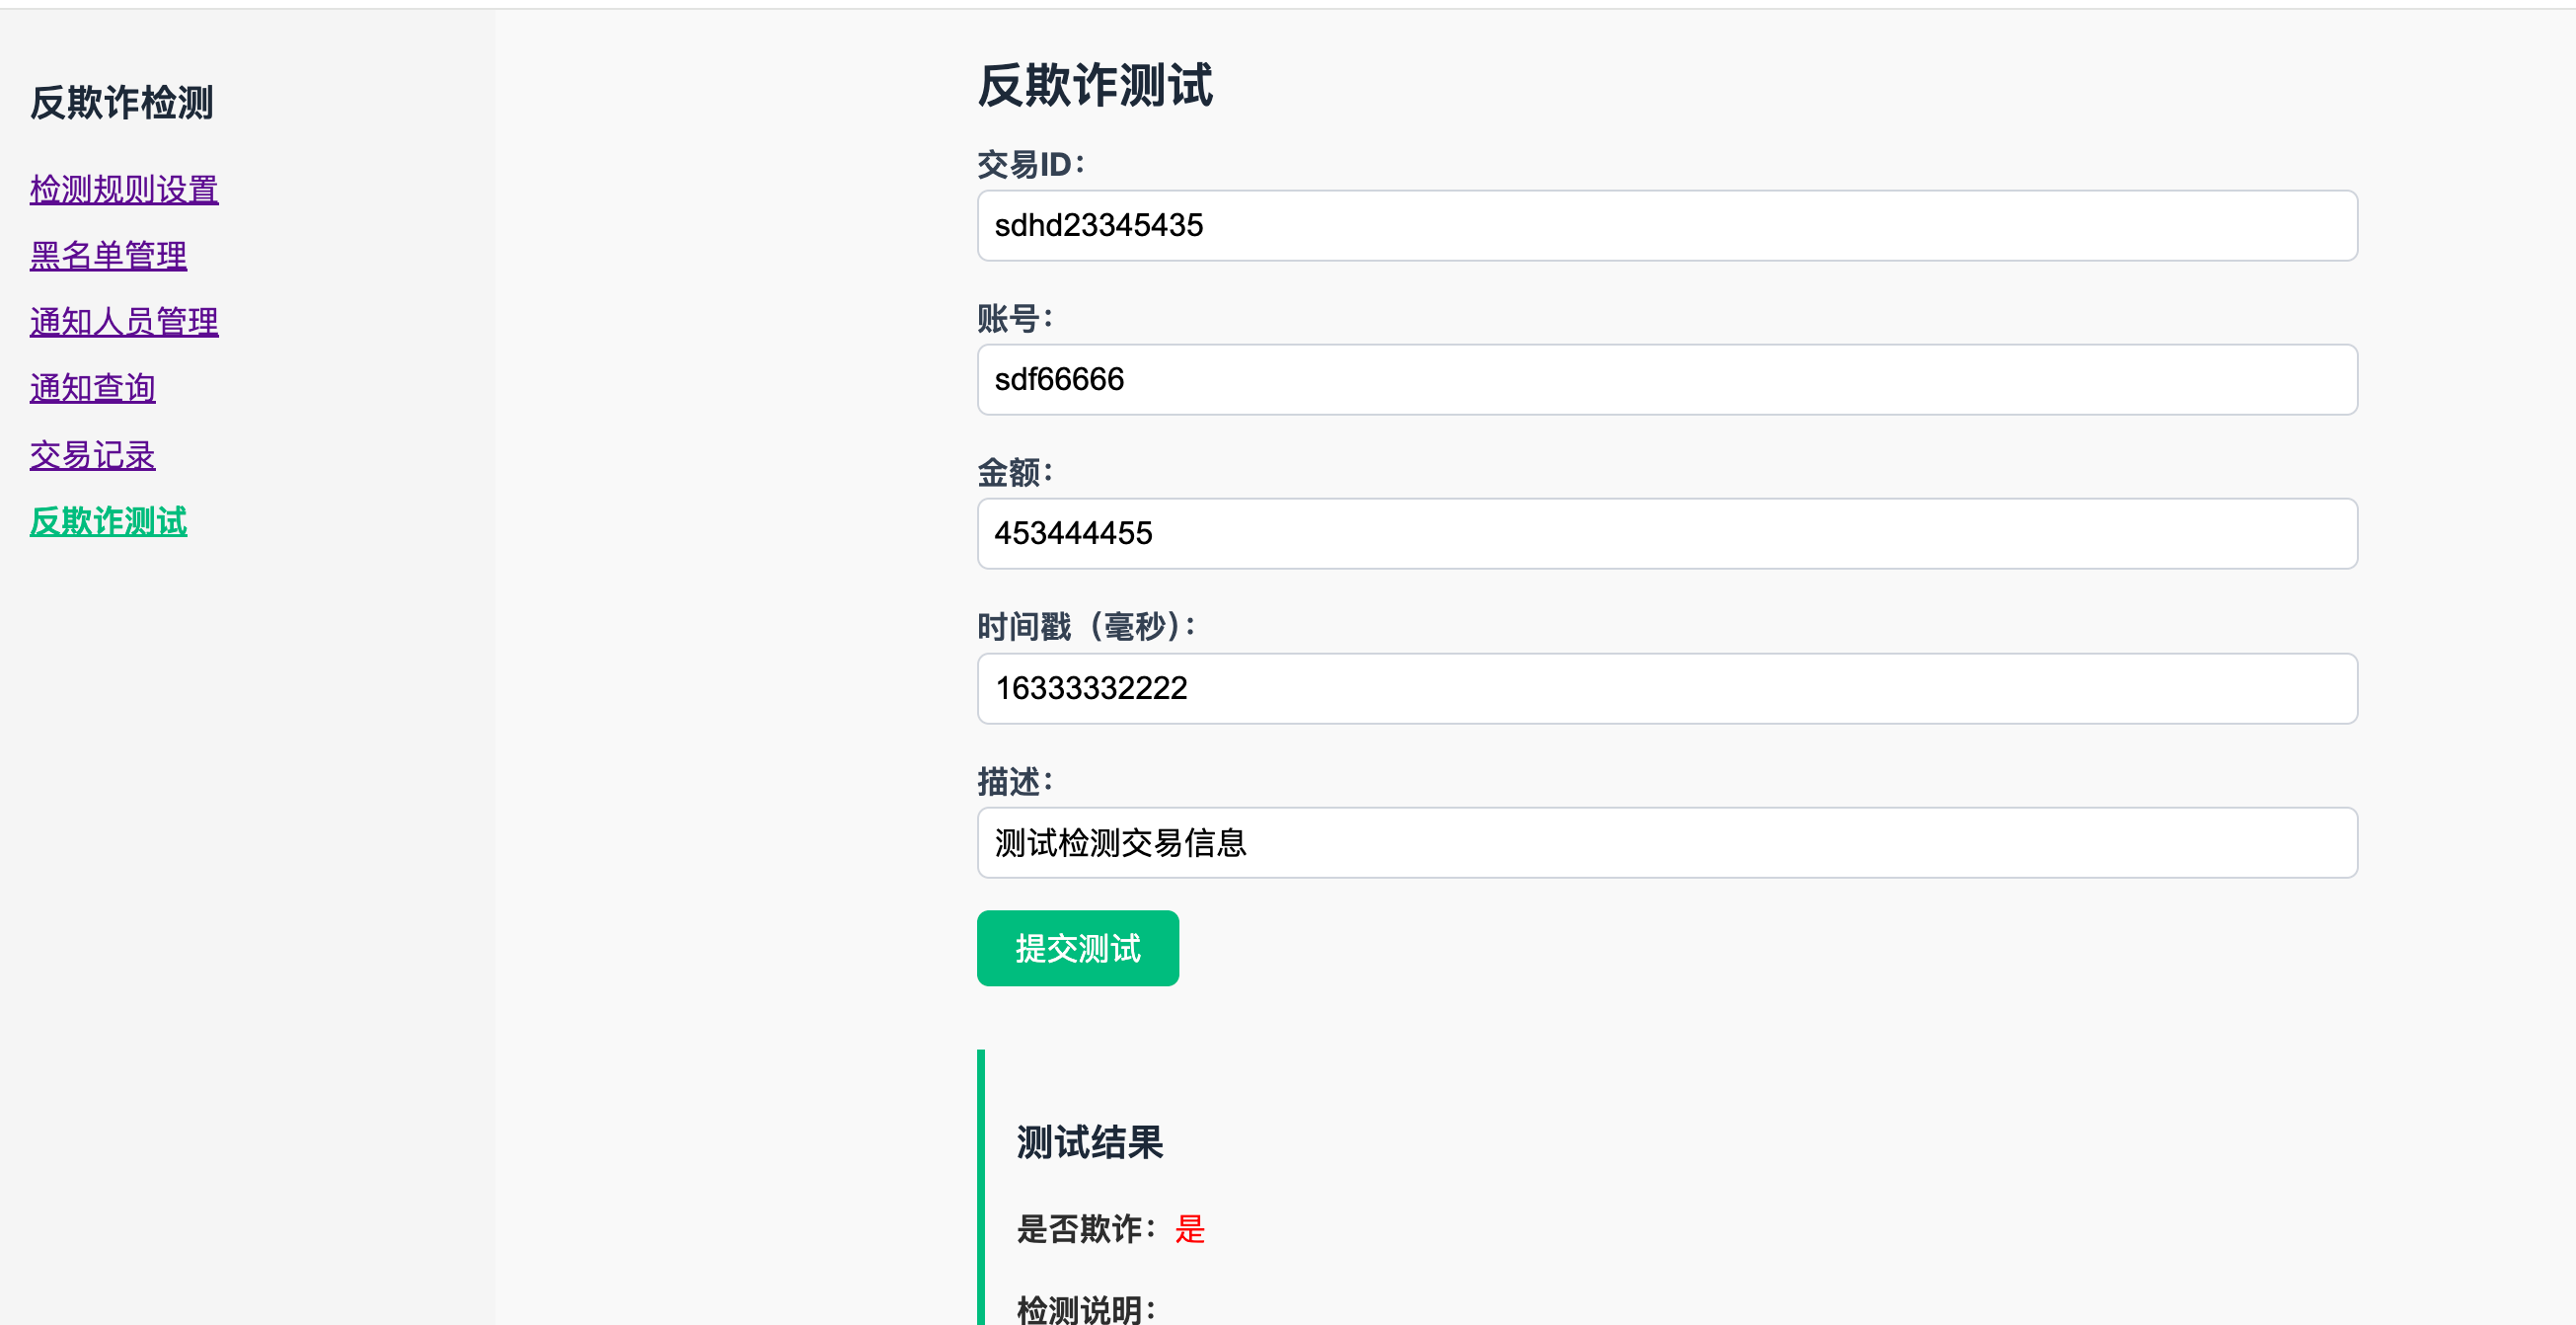 反欺诈检测
检测规则设置
黑名单管理
通知人员管理
通知查询
交易记录
反欺诈测试
反欺诈测试
交易ID：
sdhd23345435
账号：
sdf66666
金额：
453444455
时间戳（毫秒）：
16333332222
描述：
测试检测交易信息
提交测试
测试结果
是否欺诈：是
检测说明：